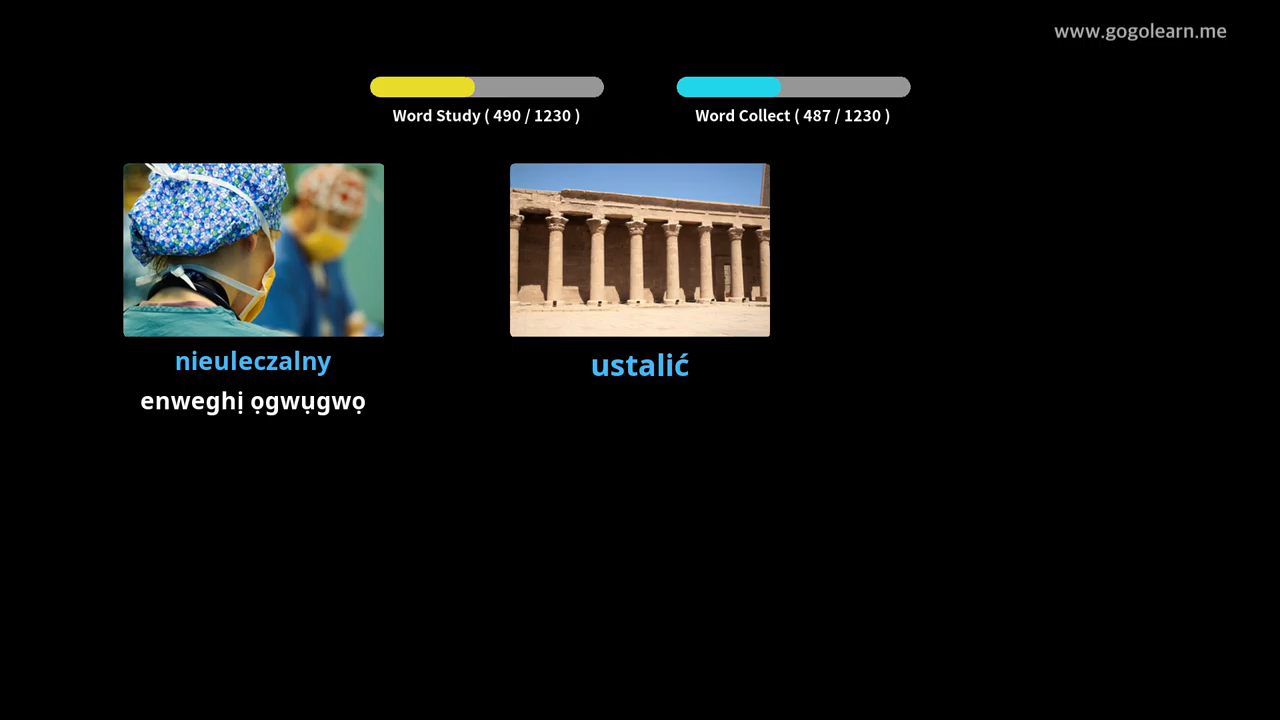 www.gogolearn.me
Word Study ( 490 / 1230 )
Word Collect ( 487 / 1230 )
nieuleczalny
enweghị ọgwụgwọ
ustalić